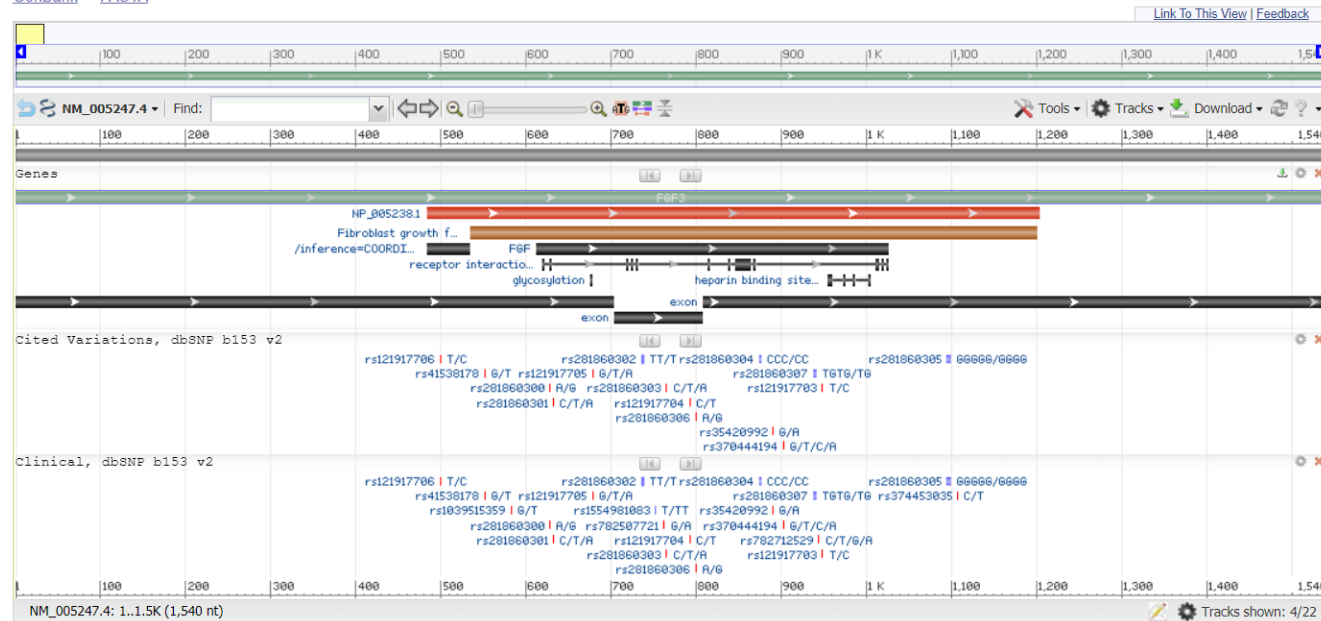 Link To This View | Feedback
100 200 300 400 500 600 700 800 900 1 K 1,100 1,200 1,300 1,400
NM_005247.4 Find: Tools Tracks Download ?
1 100 200 300 400 500 600 700 800 900 1 K 1,100 1,200 1,300 1,400
Genes
FGF3
NP_005238.1
Fibroblast growth f...
/inference=COORDI... FGF
receptor interactio...
glycosylation heparin binding site...
exon
exon
Cited Variations, dbSNP b153 v2
rs121917706 T/C rs281860302 TT/T rs281860304 CCC/CC rs281860305 GGGGG/GGGG
rs41538178 G/T rs121917705 G/T/A rs281860307 TGTG/TG
rs281860300 A/G rs281860303 C/T/A rs121917703 T/C
rs281860301 C/T/A rs121917704 C/T
rs281860306 A/G
rs35420992 G/A
rs370444194 G/T/C/A
Clinical, dbSNP b153 v2
rs121917706 T/C rs281860302 TT/T rs281860304 CCC/CC rs281860305 GGGGG/GGGG
rs41538178 G/T rs121917705 G/T/A rs281860307 TGTG/TG rs374453035 C/T
rs1039515359 G/T rs1554981083 T/TT rs35420992 G/A
rs281860300 A/G rs782507721 G/A rs370444194 G/T/C/A
rs281860301 C/T/A rs121917704 C/T rs782712529 C/T/G/A
rs281860303 C/T/A rs121917703 T/C
rs281860306 A/G
1 100 200 300 400 500 600 700 800 900 1 K 1,100 1,200 1,300 1,400
NM_005247.4: 1..1.5K (1,540 nt) Tracks shown: 4/22